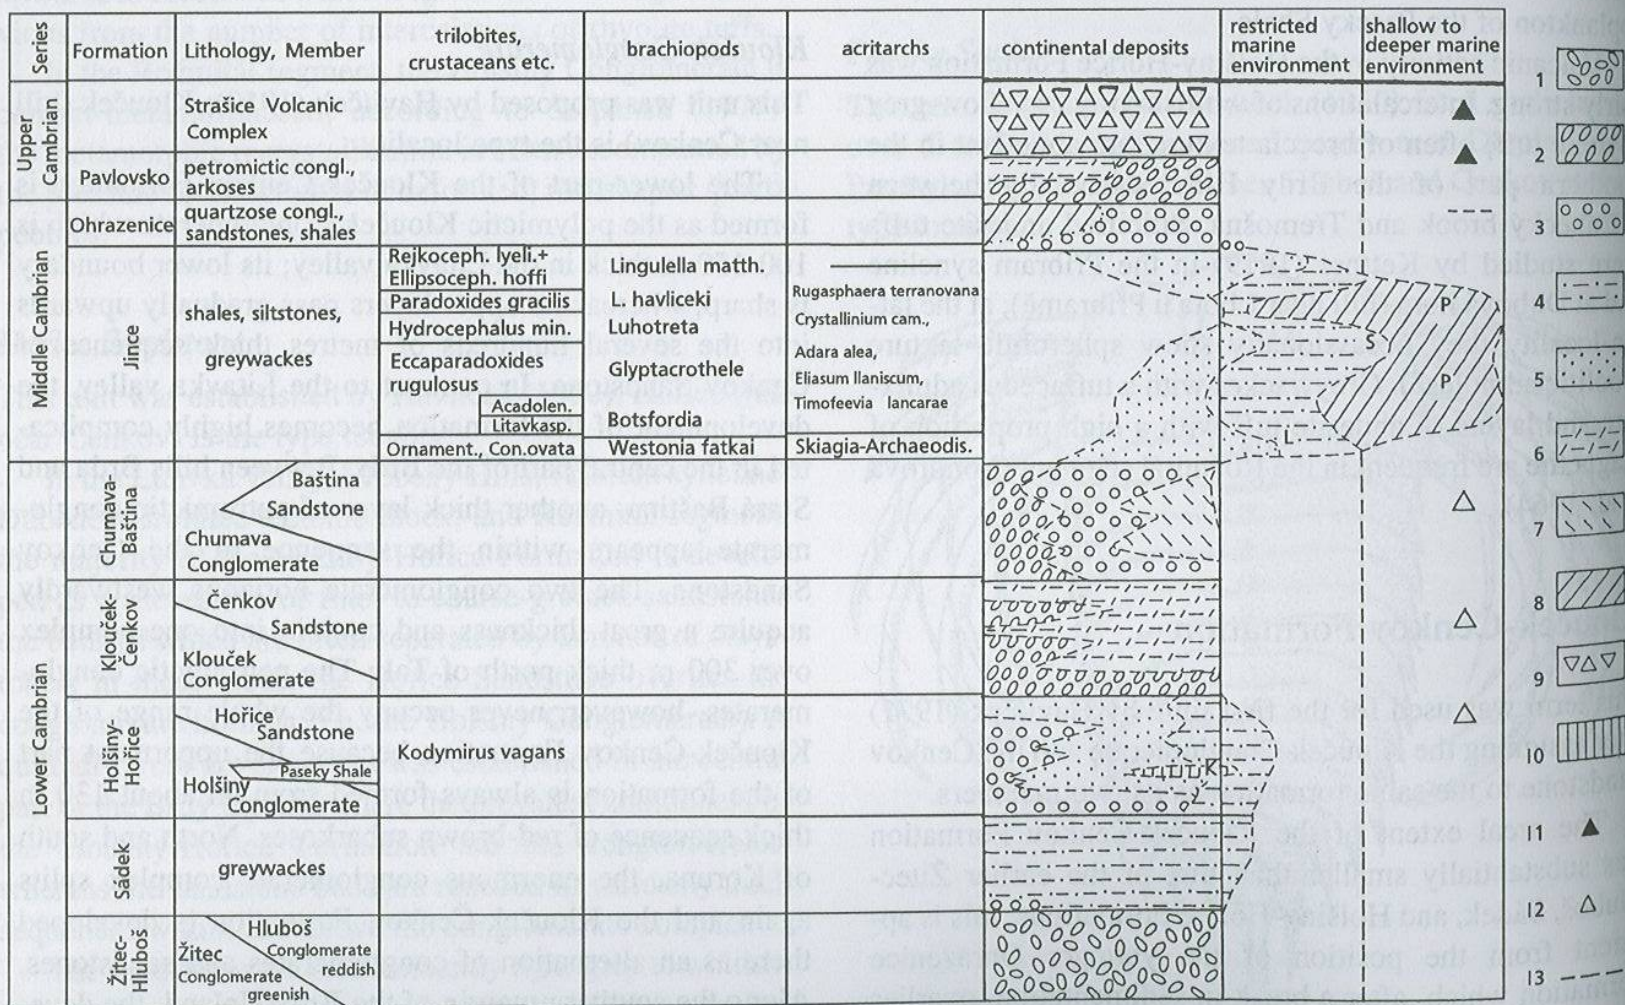 Series
Formation
Lithology, Member
trilobites,
crustaceans etc.
brachiopods
acritarchs
continental deposits
restricted
marine
environment
shallow to
deeper marine
environment
Upper
Cambrian
Strašice Volcanic
Complex
Pavlovsko
petromictic congl.,
arkoses
Middle Cambrian
Ohrazenice
quartzose congl.,
sandstones, shales
Jince
shales, siltstones,
greywackes
Rejkoceph. lyeli.+
Ellipsoceph. hoffi
Paradoxides gracilis
Hydrocephalus min.
Eccaparadoxides
rugulosus
Acadolen.
Litavkasp.
Ornament., Con.ovata
Lingulella matth.
L. havliceki
Luhotreta
Glyptacrothele
Botsfordia
Westonia fatkai
Rugasphaera terranovana
Crystallinium cam.,
Adara alea,
Eliasum llaniscum,
Timofeevia lancarae
Skiagia-Archaeodis.
P
S
P
L
Lower Cambrian
Chumava-
Baština
Baština
Sandstone
Chumava
Conglomerate
Klouček-
Čenkov
Čenkov
Sandstone
Klouček
Conglomerate
Holšiny
Hořice
Hořice
Sandstone
Paseky Shale
Holšiny
Conglomerate
Kodymirus vagans
K
Sádek
greywackes
Žitec-
Hluboš
Hluboš
Conglomerate
reddish
Žitec
Conglomerate
greenish
1
2
3
4
5
6
7
8
9
10
11
12
13